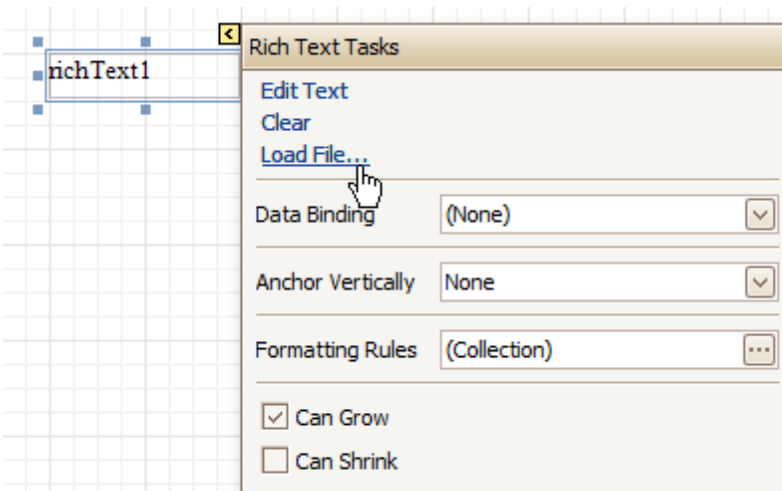 Rich Text Tasks
richText1
Edit Text
Clear
Load File...
Data Binding (None)
Anchor Vertically None
Formatting Rules (Collection)
Can Grow
Can Shrink